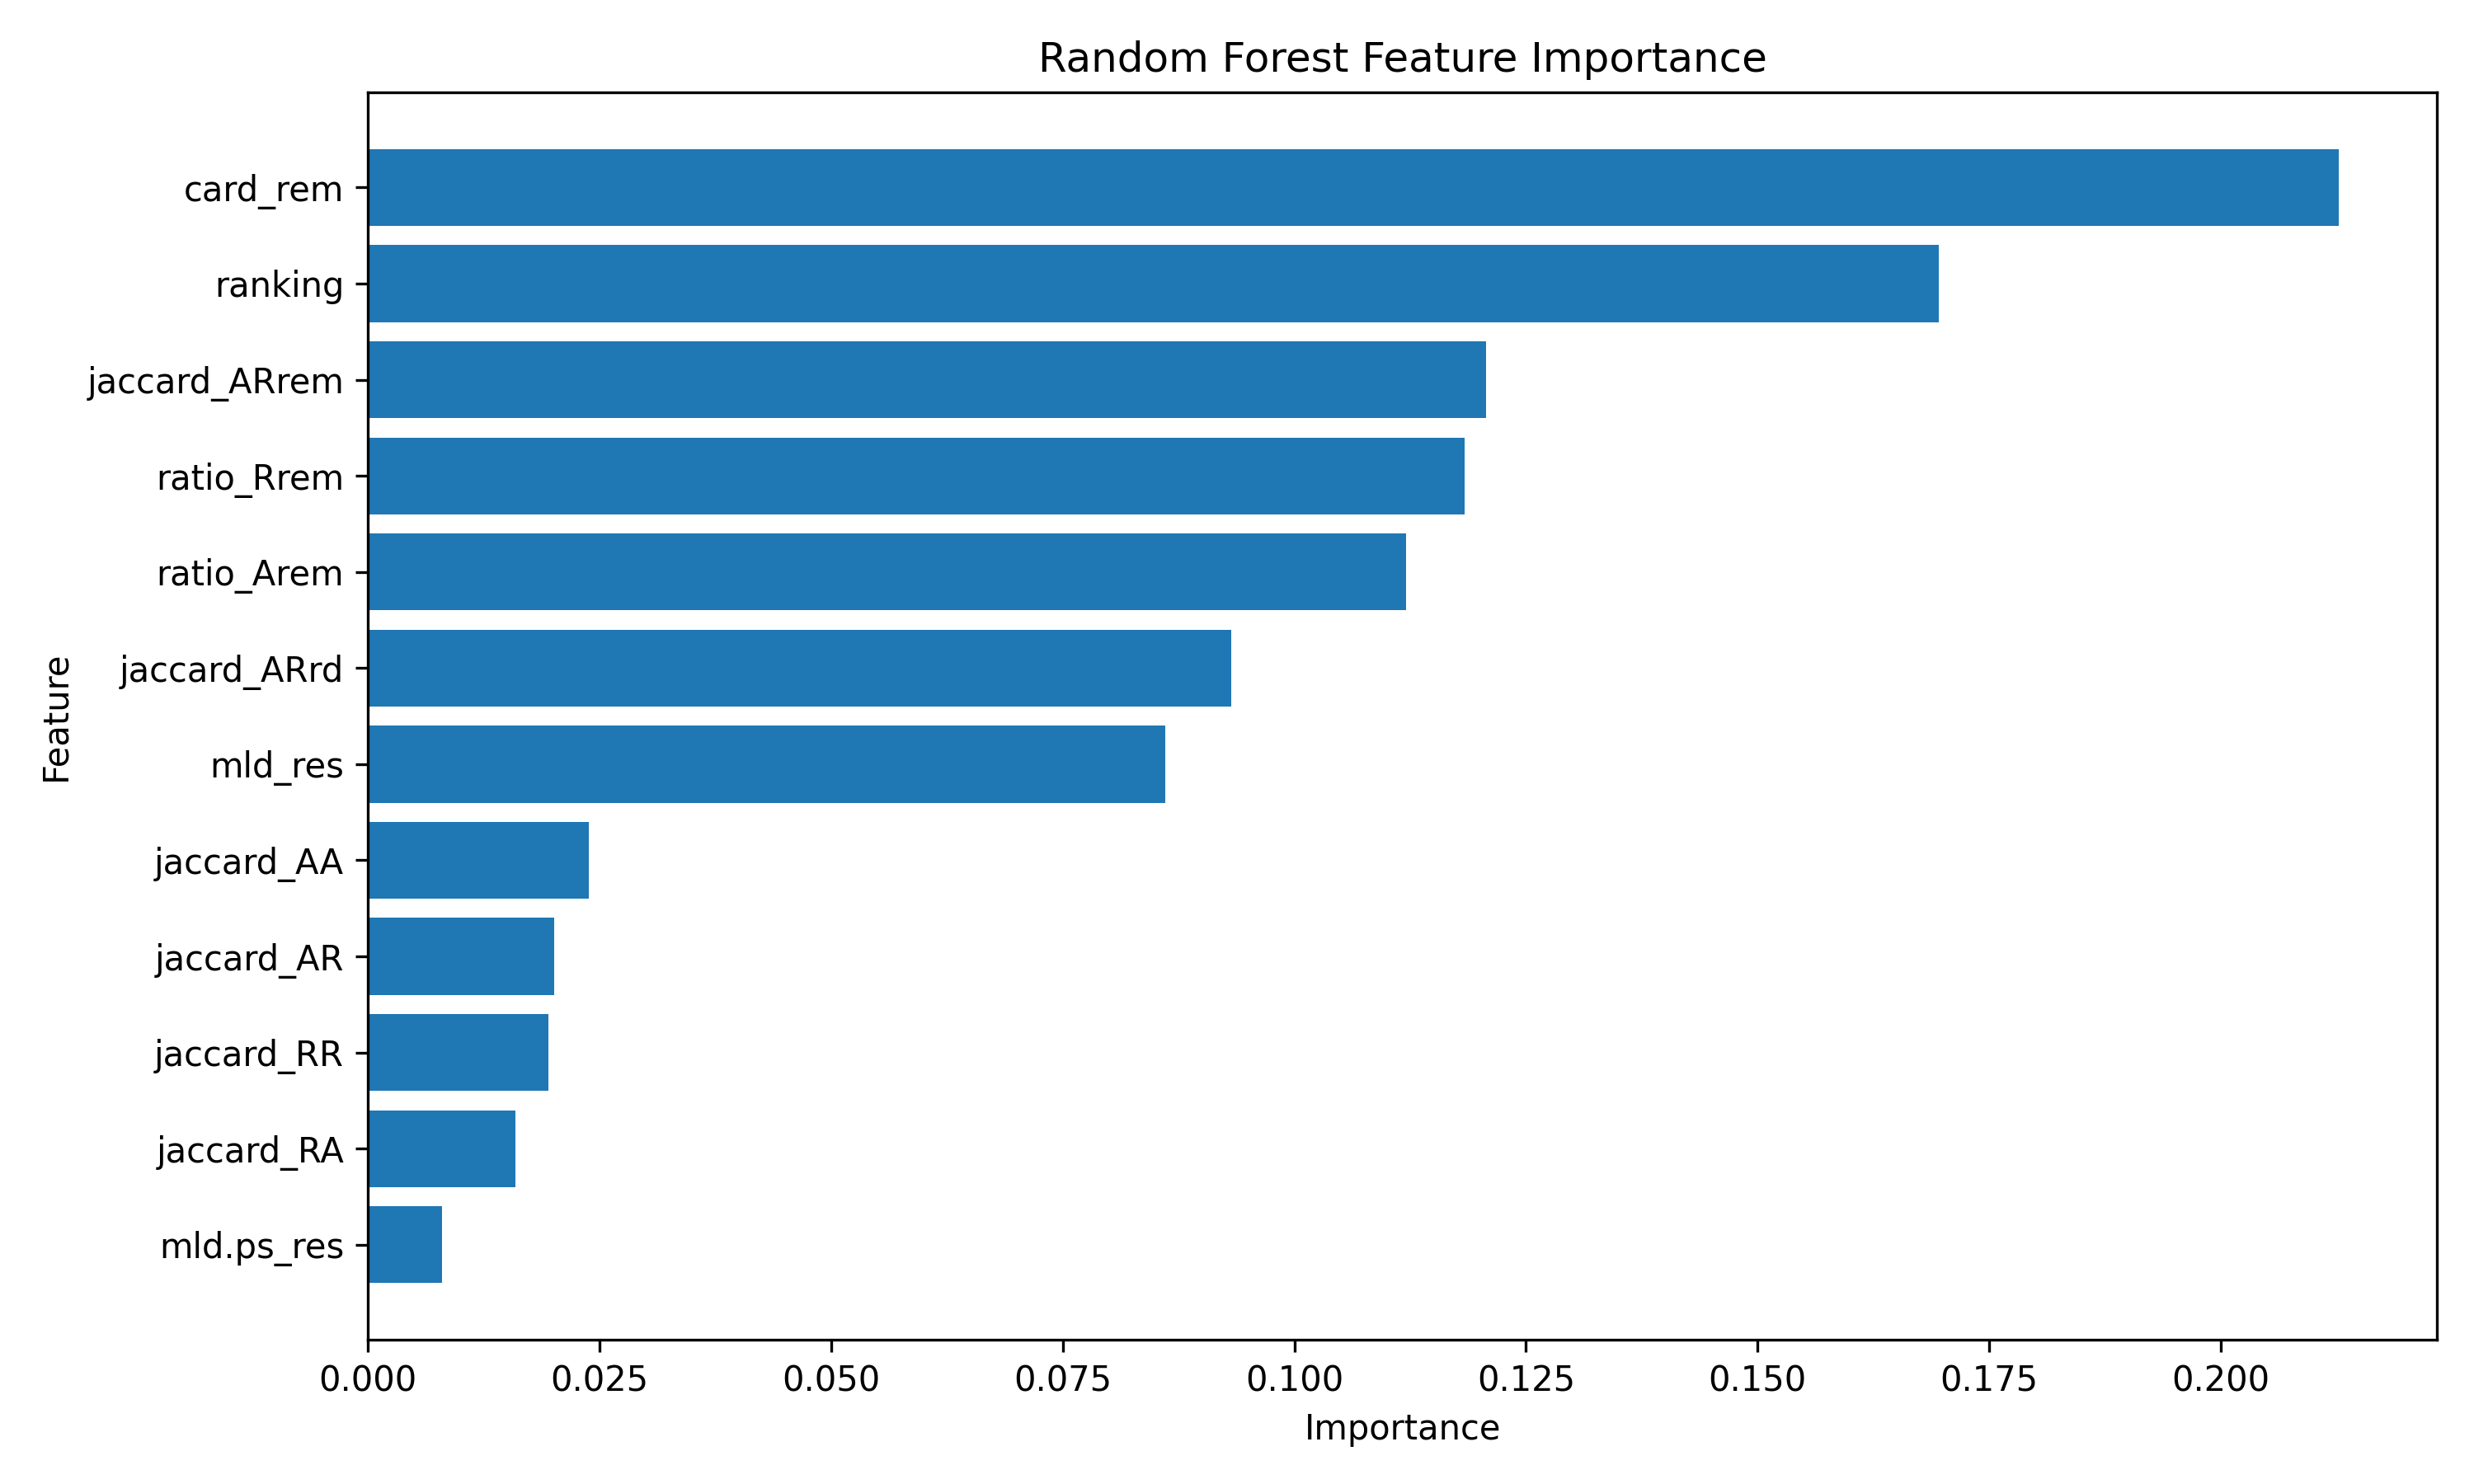 Random Forest Feature Importance
Feature
card_rem
ranking
jaccard_ARrem
ratio_Rrem
ratio_Arem
jaccard_ARrd
mld_res
jaccard_AA
jaccard_AR
jaccard_RR
jaccard_RA
mld.ps_res
0.000 0.025 0.050 0.075 0.100 0.125 0.150 0.175 0.200
Importance